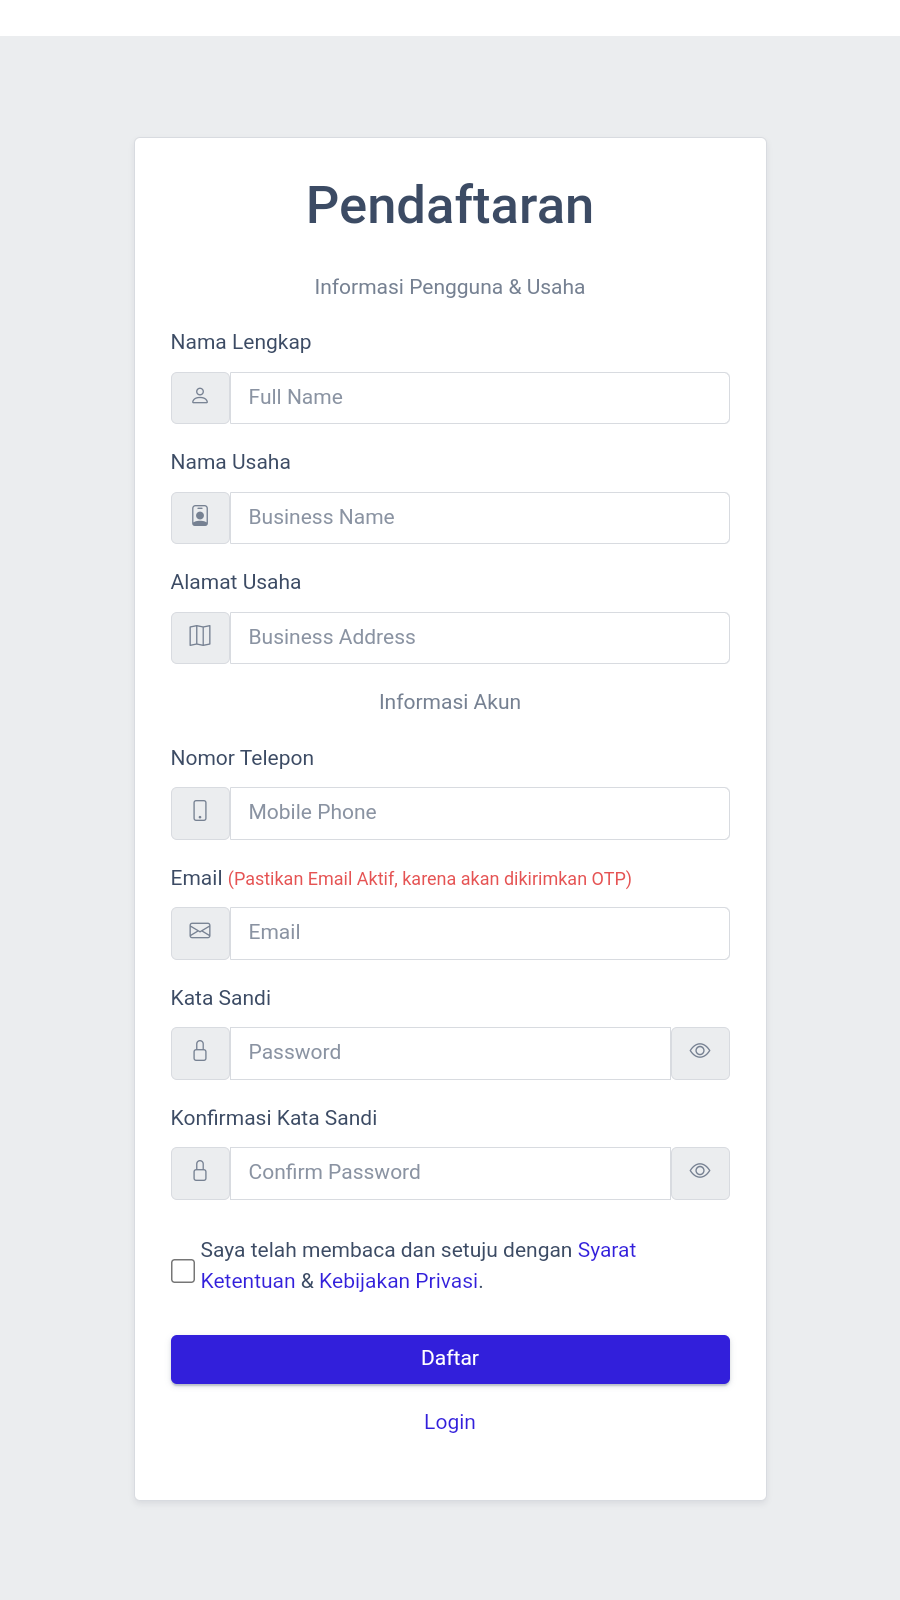 Pendaftaran
Informasi Pengguna & Usaha
Nama Lengkap
Full Name
Nama Usaha
Business Name
Alamat Usaha
Business Address
Informasi Akun
Nomor Telepon
Mobile Phone
Email (Pastikan Email Aktif, karena akan dikirimkan OTP)
Email
Kata Sandi
Password
Konfirmasi Kata Sandi
Confirm Password
Saya telah membaca dan setuju dengan Syarat
Ketentuan & Kebijakan Privasi.
Daftar
Login